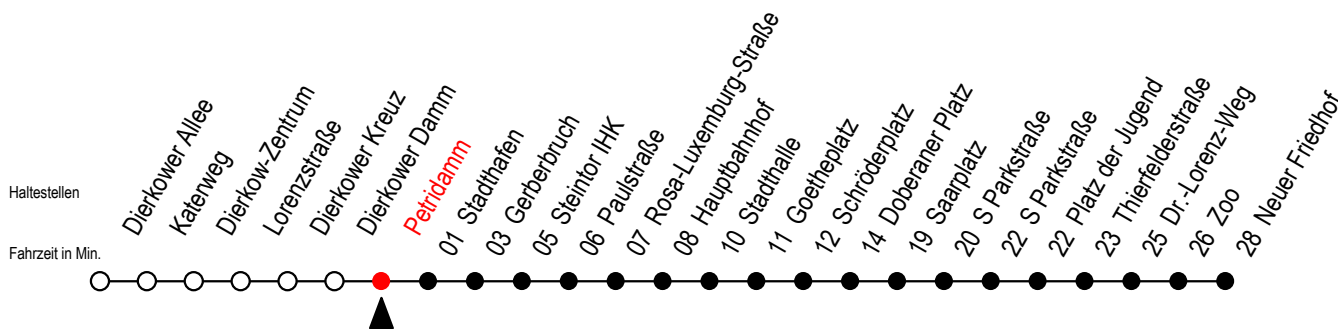 Haltestellen
Fahrzeit in Min.
Dierkower Allee
Katerweg
Dierkow-Zentrum
Lorenzstraße
Dierkower Kreuz
Dierkower Damm
Petridamm
01 Stadthafen
03 Gerberbruch
05 Steintor IHK
06 Paulstraße
07 Rosa-Luxemburg-Straße
08 Hauptbahnhof
10 Stadthalle
11 Goetheplatz
12 Schröderplatz
14 Doberaner Platz
19 Saarplatz
20 S Parkstraße
22 S Parkstraße
22 Platz der Jugend
23 Thierfelderstraße
25 Dr.-Lorenz-Weg
26 Zoo
28 Neuer Friedhof